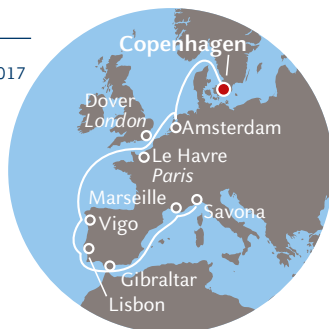 Copenhagen
017
Dover
London
Amsterdam
Le Havre
Paris
Marseille
Savona
Vigo
Gibraltar
Lisbon